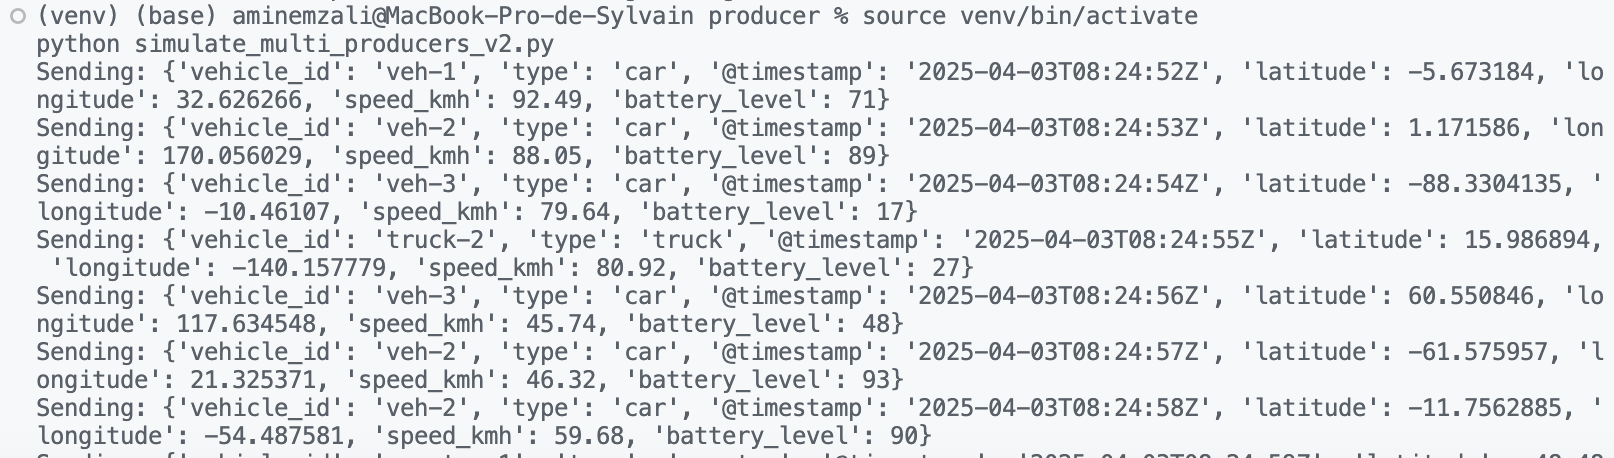 (venv) (base) aminemzali@MacBook-Pro-de-Sylvain producer % source venv/bin/activate
python simulate_multi_producers_v2.py
Sending: {'vehicle_id': 'veh-1', 'type': 'car', '@timestamp': '2025-04-03T08:24:52Z', 'latitude': -5.673184, 'lo
ngitude': 32.626266, 'speed_kmh': 92.49, 'battery_level': 71}
Sending: {'vehicle_id': 'veh-2', 'type': 'car', '@timestamp': '2025-04-03T08:24:53Z', 'latitude': 1.171586, 'lon
gitude': 170.056029, 'speed_kmh': 88.05, 'battery_level': 89}
Sending: {'vehicle_id': 'veh-3', 'type': 'car', '@timestamp': '2025-04-03T08:24:54Z', 'latitude': -88.3304135, '
longitude': -10.46107, 'speed_kmh': 79.64, 'battery_level': 17}
Sending: {'vehicle_id': 'truck-2', 'type': 'truck', '@timestamp': '2025-04-03T08:24:55Z', 'latitude': 15.986894,
 'longitude': -140.157779, 'speed_kmh': 80.92, 'battery_level': 27}
Sending: {'vehicle_id': 'veh-3', 'type': 'car', '@timestamp': '2025-04-03T08:24:56Z', 'latitude': 60.550846, 'lo
ngitude': 117.634548, 'speed_kmh': 45.74, 'battery_level': 48}
Sending: {'vehicle_id': 'veh-2', 'type': 'car', '@timestamp': '2025-04-03T08:24:57Z', 'latitude': -61.575957, 'l
ongitude': 21.325371, 'speed_kmh': 46.32, 'battery_level': 93}
Sending: {'vehicle_id': 'veh-2', 'type': 'car', '@timestamp': '2025-04-03T08:24:58Z', 'latitude': -11.7562885, '
longitude': -54.487581, 'speed_kmh': 59.68, 'battery_level': 90}